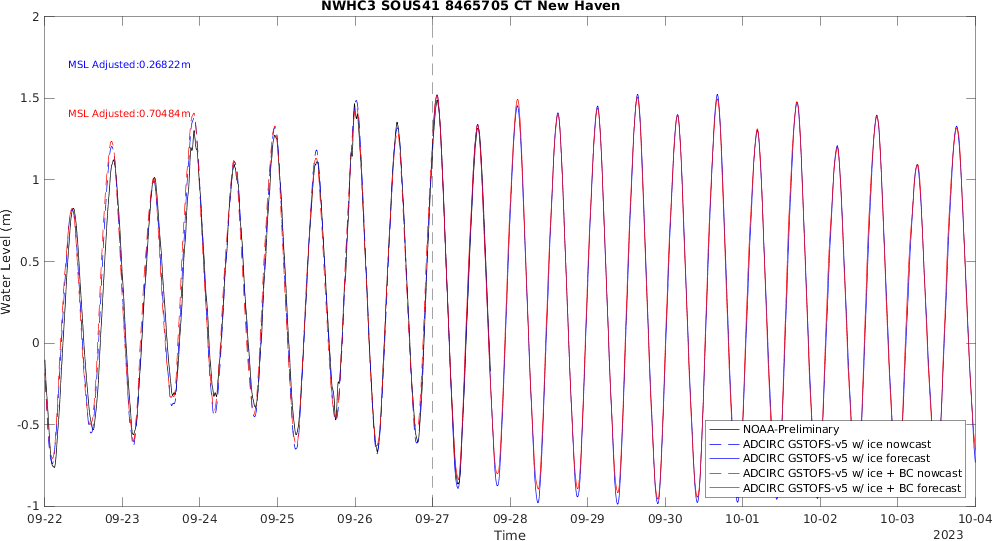 NWHC3 SOUS41 8465705 CT New Haven
2
1.5
1
0.5
0
-0.5
-1
Water Level (m)
MSL Adjusted:0.26822m
MSL Adjusted:0.70484m
NOAA-Preliminary
ADCIRC GSTOFS-v5 w/ ice nowcast
ADCIRC GSTOFS-v5 w/ ice forecast
ADCIRC GSTOFS-v5 w/ ice + BC nowcast
ADCIRC GSTOFS-v5 w/ ice + BC forecast
09-22 09-23 09-24 09-25 09-26 09-27 09-28 09-29 09-30 10-01 10-02 10-03 10-04
Time
2023